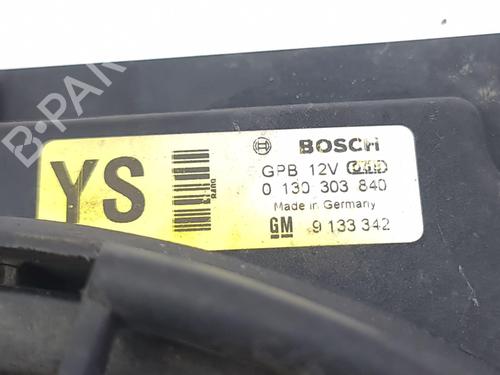 B-PARTS
YS
BOSCH
GPB 12V
0 130 303 840
Made in Germany
GM 9 133 342